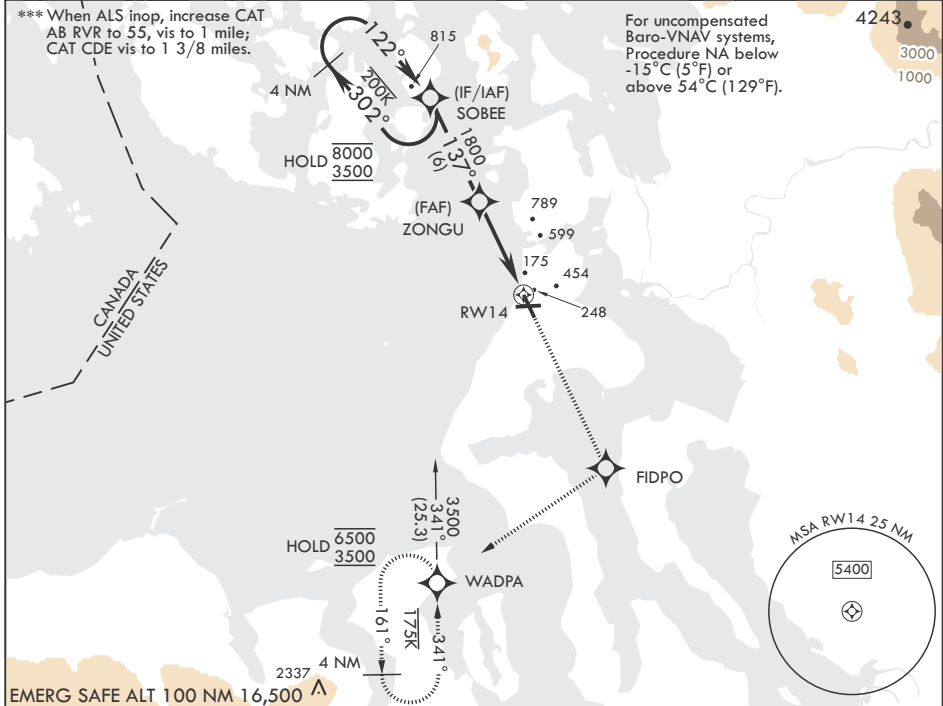 *** When ALS inop, increase CAT
AB RVR to 55, vis to 1 mile;
CAT CDE vis to 1 3/8 miles.
For uncompensated
Baro-VNAV systems,
Procedure NA below
-15°C (5°F) or
above 54°C (129°F).
4243
3000
1000
122°
815
4 NM
200K
302°
(IF/IAF)
SOBEE
HOLD 8000
3500
1800
137°
(6)
(FAF)
ZONGU
789
599
175
454
RW14
248
CANADA
UNITED STATES
FIDPO
3500
341°
(25.3)
HOLD 6500
3500
WADPA
161°
175K
341°
4 NM
2337
MSA RW14 25 NM
5400
EMERG SAFE ALT 100 NM 16,500